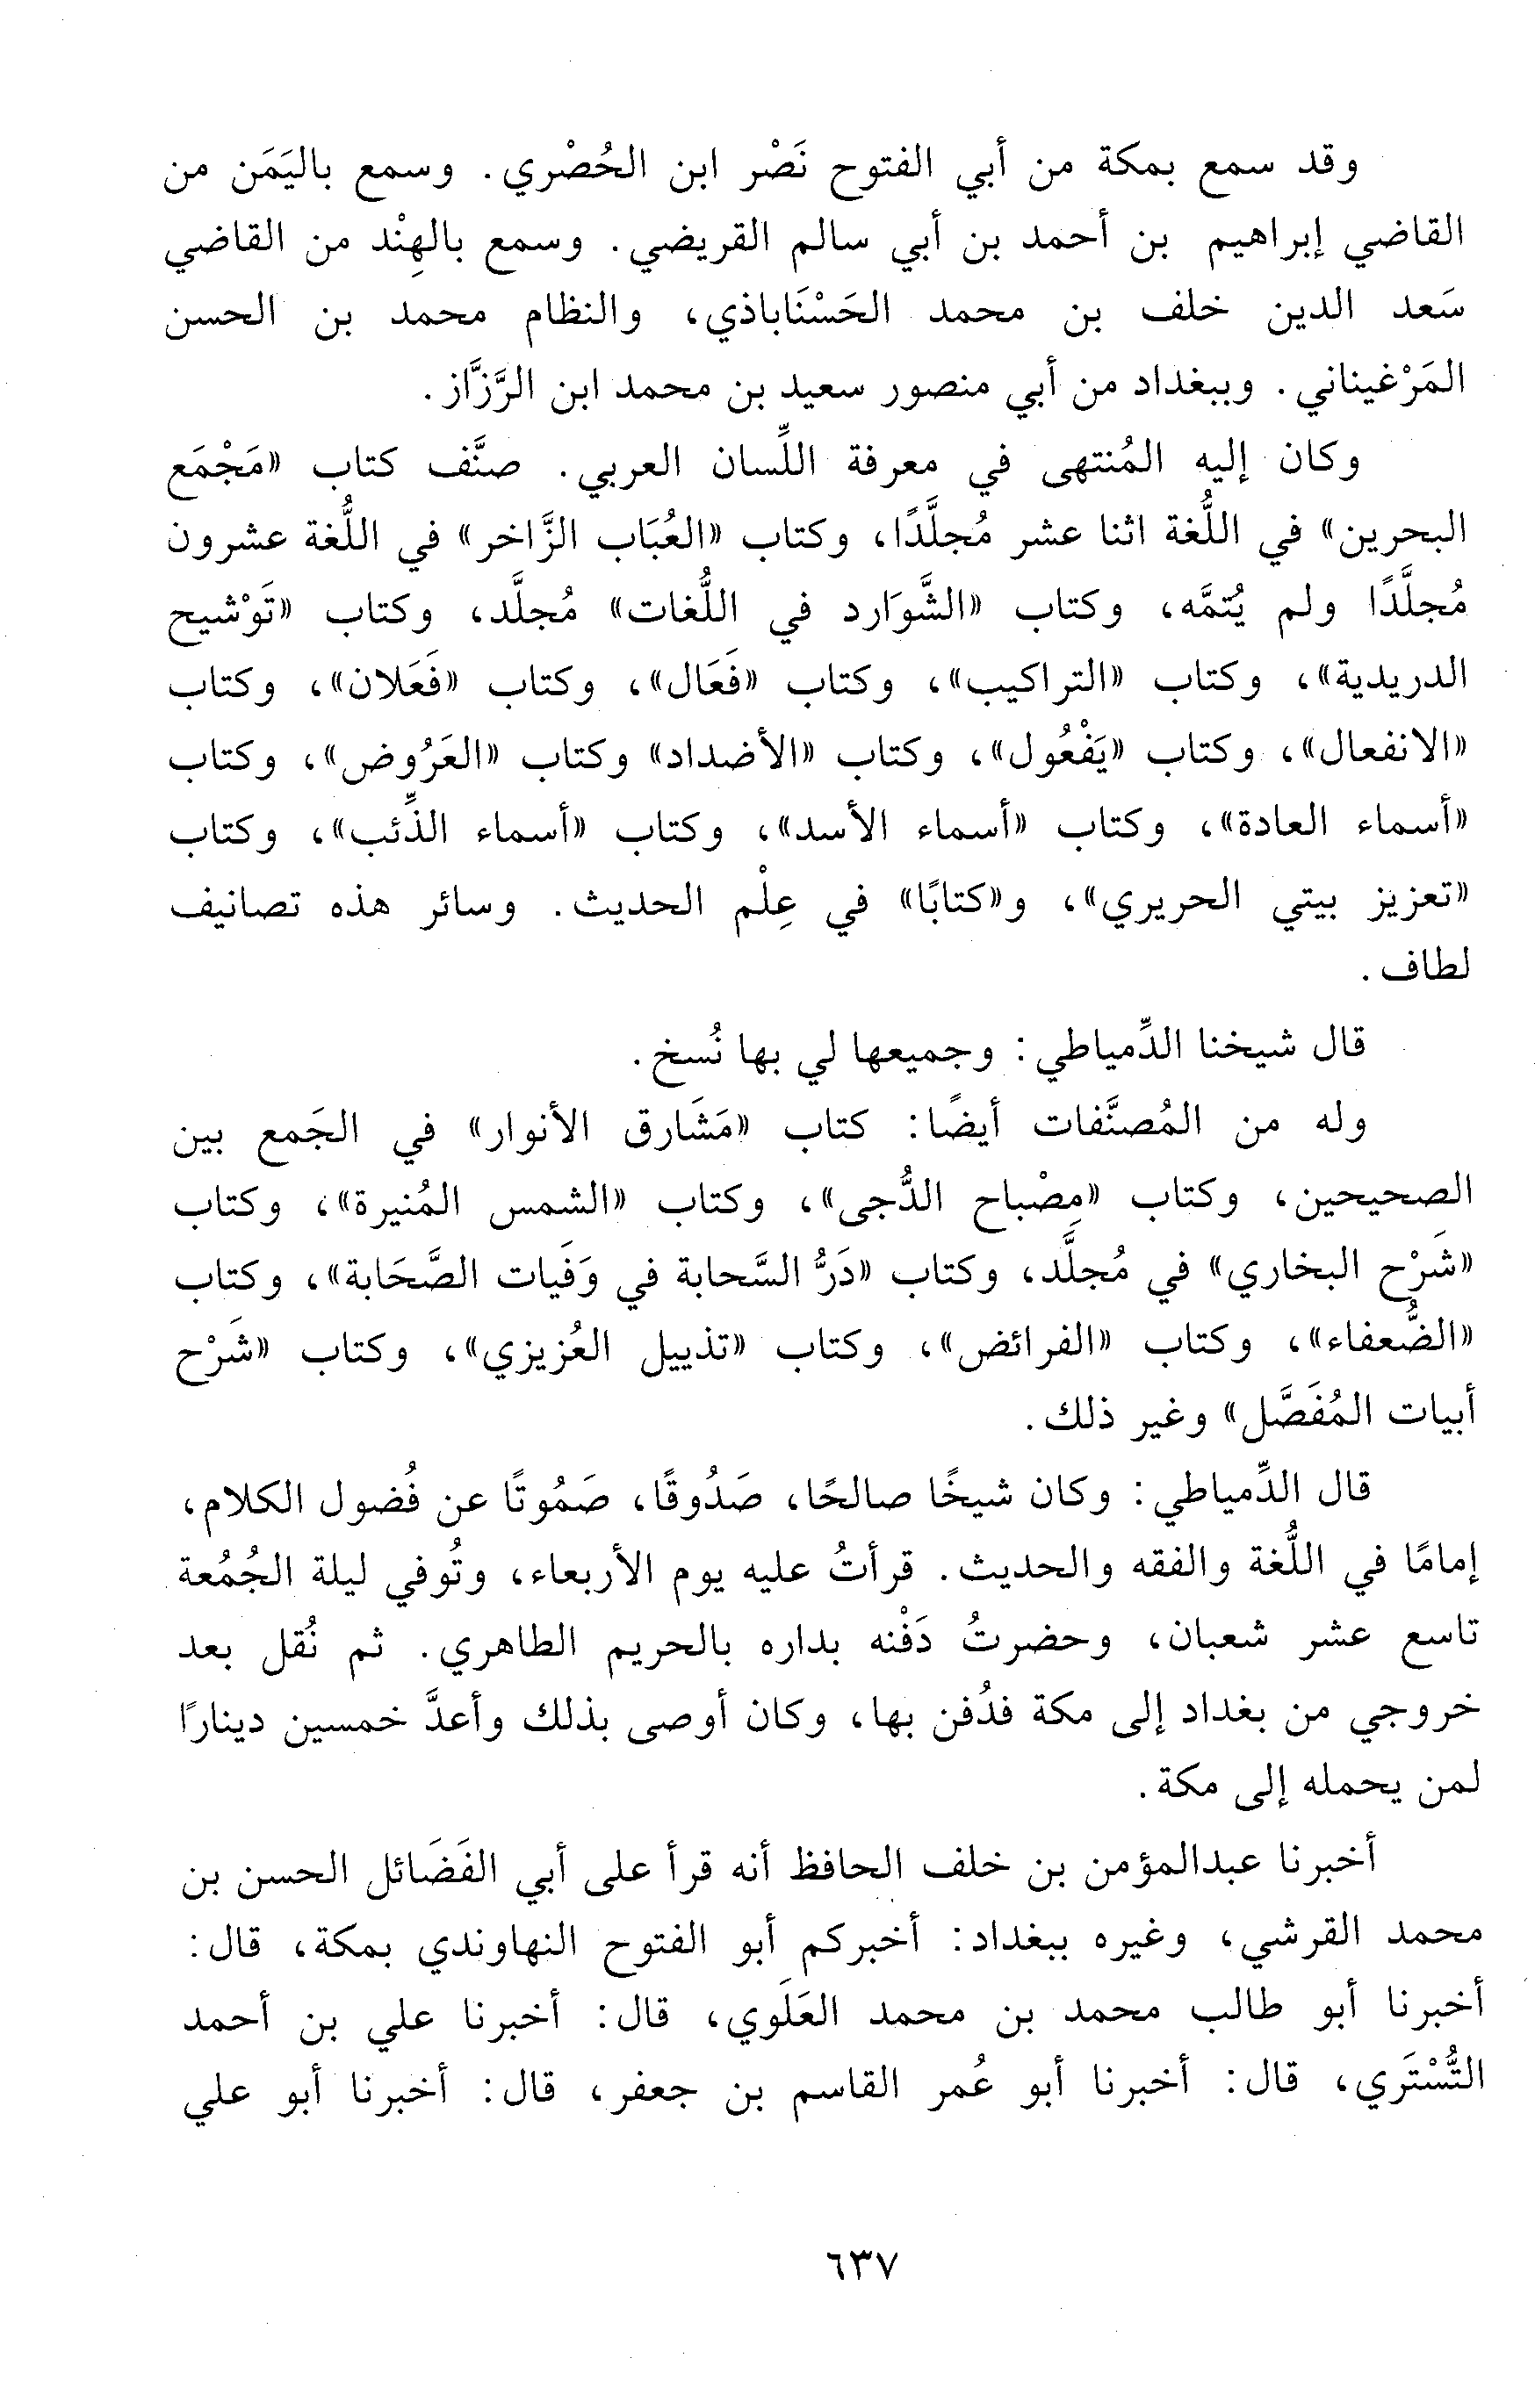 وقد سمع بمكة من أبي الفتوح نَصْر ابن الحُصْري. وسمع باليَمَن من
القاضي إبراهيم بن أحمد بن أبي سالم القريضي. وسمع بالهِنْد من القاضي
سَعد الدين خلف بن محمد الحَسْنَاباذي، والنظام محمد بن الحسن
المَرْغيناني. وببغداد من أبي منصور سعيد بن محمد ابن الرَّزَّاز.
وكان إليه المُنتهى في معرفة اللِّسان العربي. صنَّف كتاب «مَجْمَع
البحرين» في اللُّغة اثنا عشر مُجلَّدًا، وكتاب «العُبَاب الزَّاخر» في اللُّغة عشرون
مُجلَّدًا ولم يُتمَّه، وكتاب «الشَّوَارد في اللُّغات» مُجلَّد، وكتاب «تَوْشيح
الدريدية»، وكتاب «التراكيب»، وكتاب «فَعَال»، وكتاب «فَعَلان»، وكتاب
«الانفعال»، وكتاب «يَفْعُول»، وكتاب «الأضداد» وكتاب «العَرُوض»، وكتاب
«أسماء العادة»، وكتاب «أسماء الأسد»، وكتاب «أسماء الذِّئب»، وكتاب
«تعزيز بيتي الحريري»، و«كتابًا» في عِلْم الحديث. وسائر هذه تصانيف
لطاف.
قال شيخنا الدِّمياطي: وجميعها لي بها نُسخ.
وله من المُصنَّفات أيضًا: كتاب «مَشَارق الأنوار» في الجَمع بين
الصحيحين، وكتاب «مِصْباح الدُّجى»، وكتاب «الشمس المُنيرة»، وكتاب
«شَرْح البخاري» في مُجلَّد، وكتاب «دَرُّ السَّحابة في وَفَيات الصَّحَابة»، وكتاب
«الضُّعفاء»، وكتاب «الفرائض»، وكتاب «تذييل العُزيزي»، وكتاب «شَرْح
أبيات المُفَصَّل» وغير ذلك.
قال الدِّمياطي: وكان شيخًا صالحًا، صَدُوقًا، صَمُوتًا عن فُضول الكلام،
إمامًا في اللُّغة والفقه والحديث. قرأتُ عليه يوم الأربعاء، وتُوفي ليلة الجُمُعة
تاسع عشر شعبان، وحضرتُ دَفْنه بداره بالحريم الطاهري. ثم نُقل بعد
خروجي من بغداد إلى مكة فدُفن بها، وكان أوصى بذلك وأعدَّ خمسين دينارًا
لمن يحمله إلى مكة.
أخبرنا عبدالمؤمن بن خلف الحافظ أنه قرأ على أبي الفَضَائل الحسن بن
محمد القرشي، وغيره ببغداد: أخبركم أبو الفتوح النهاوندي بمكة، قال:
أخبرنا أبو طالب محمد بن محمد العَلَوي، قال: أخبرنا علي بن أحمد
التُّسْتَري، قال: أخبرنا أبو عُمر القاسم بن جعفر، قال: أخبرنا أبو علي
٦٣٧